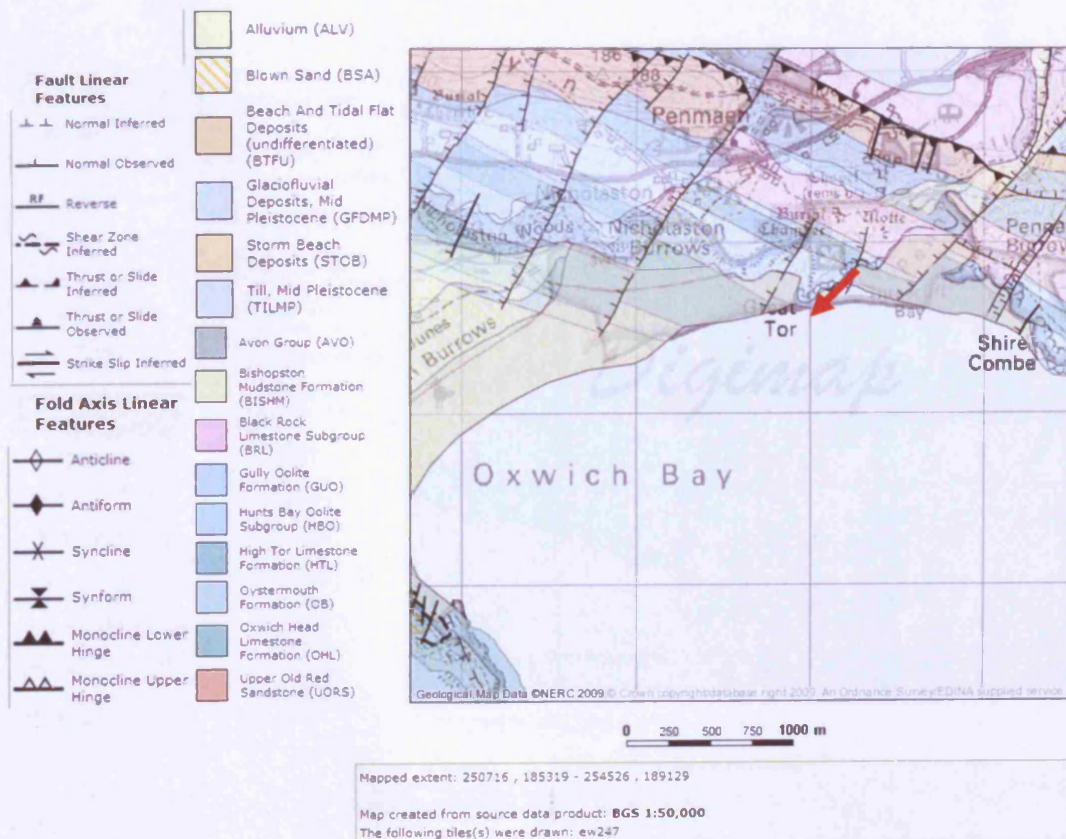 Fault Linear
Features
Normal Inferred
Normal Observed
RF
Reverse
Shear Zone
Inferred
Thrust or Slide
Inferred
Thrust or Slide
Observed
Strike Slip Inferred
Fold Axis Linear
Features
Anticline
Antiform
Syncline
Synform
Monocline Lower
Hinge
Monocline Upper
Hinge
Alluvium (ALV)
Blown Sand (BSA)
Beach And Tidal Flat
Deposits
(undifferentiated)
(BTFU)
Glaciofluvial
Deposits, Mid
Pleistocene (GFDMP)
Storm Beach
Deposits (STOB)
Till, Mid Pleistocene
(TILMP)
Avon Group (AVO)
Bishopston
Mudstone Formation
(BISHM)
Black Rock
Limestone Subgroup
(BRL)
Gully Oolite
Formation (GUO)
Hunts Bay Oolite
Subgroup (HBO)
High Tor Limestone
Formation (HTL)
Oystermouth
Formation (OB)
Oxwich Head
Limestone
Formation (OHL)
Upper Old Red
Sandstone (UORS)
186
188
Burial
Penmaen
Burial
Motte
Chamber
Nicholaston Woods
Nicholaston
Burrows
Great
Tor
Bay
Shire
Combe
Burrows
Digimap
Oxwich Bay
Geological Map Data ©NERC 2009. © Crown copyright/database right 2009. An Ordnance Survey/EDINA supplied service.
0 250 500 750 1000 m
Mapped extent: 250716 , 185319 - 254526 , 189129
Map created from source data product: BGS 1:50,000
The following tiles(s) were drawn: ew247